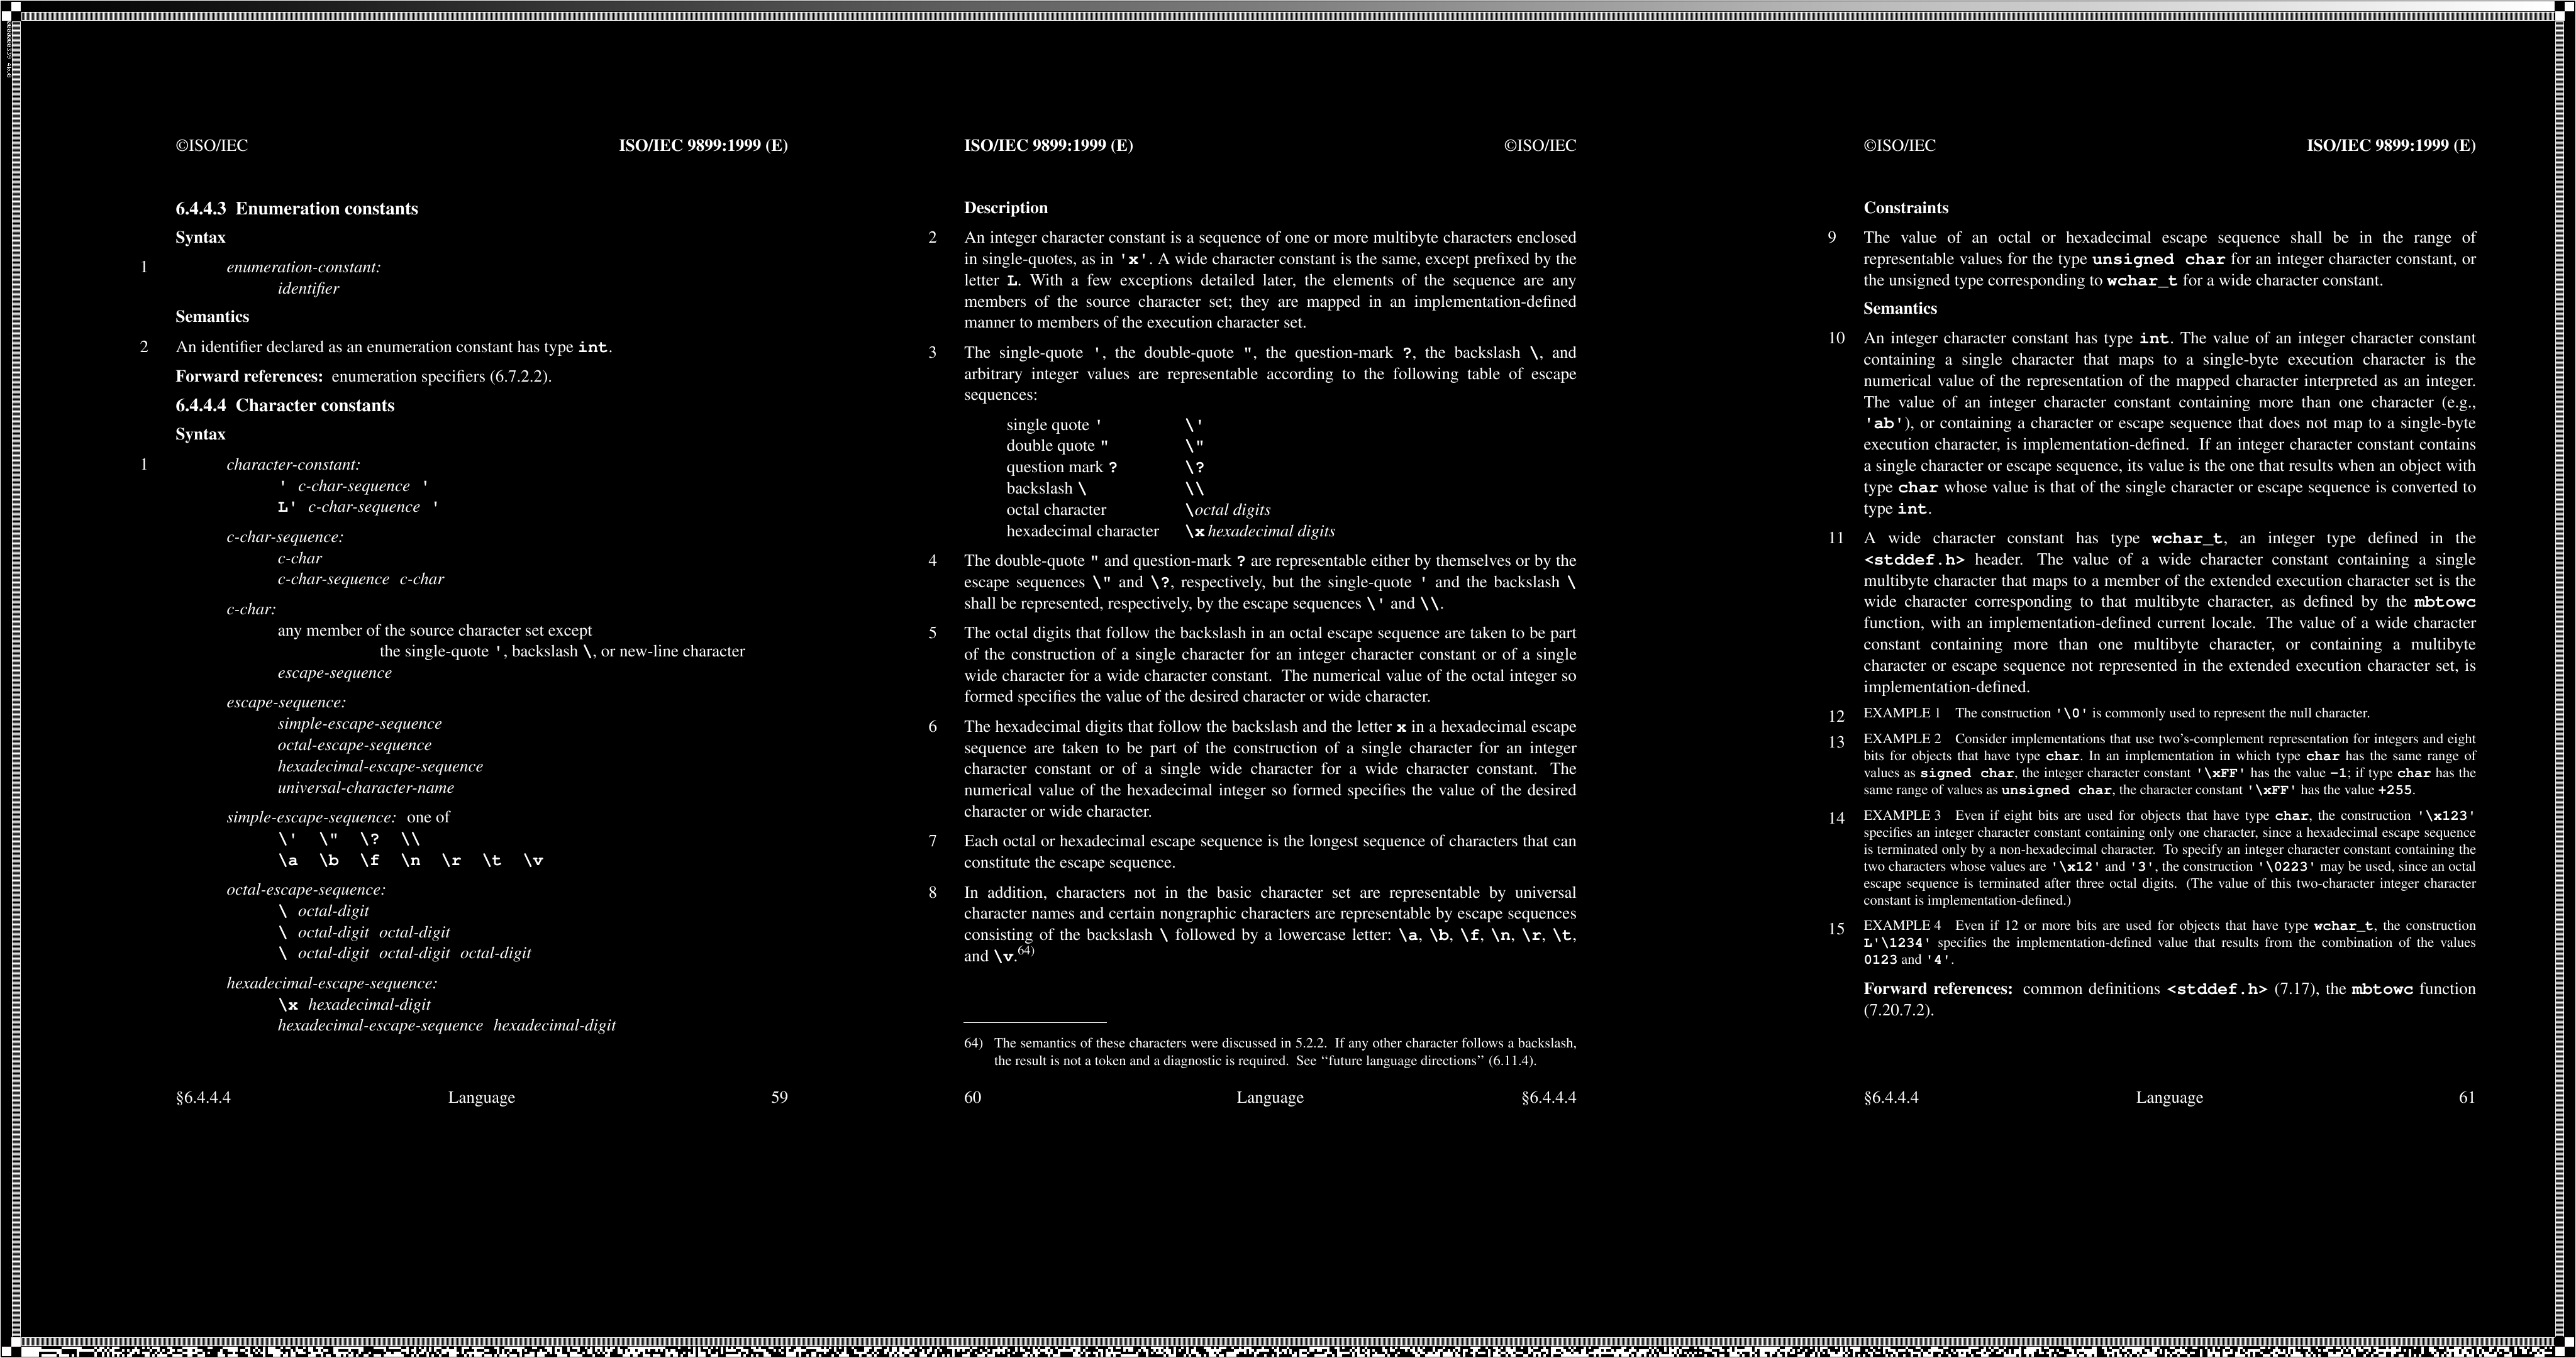 ©ISO/IEC ISO/IEC 9899:1999 (E)
6.4.4.3 Enumeration constants
Syntax
1 enumeration-constant:
identifier
Semantics
2 An identifier declared as an enumeration constant has type int.
Forward references: enumeration specifiers (6.7.2.2).
6.4.4.4 Character constants
Syntax
1 character-constant:
' c-char-sequence '
L' c-char-sequence '
c-char-sequence:
c-char
c-char-sequence c-char
c-char:
any member of the source character set except
the single-quote ', backslash \, or new-line character
escape-sequence
escape-sequence:
simple-escape-sequence
octal-escape-sequence
hexadecimal-escape-sequence
universal-character-name
simple-escape-sequence: one of
\' \" \? \\
\a \b \f \n \r \t \v
octal-escape-sequence:
\ octal-digit
\ octal-digit octal-digit
\ octal-digit octal-digit octal-digit
hexadecimal-escape-sequence:
\x hexadecimal-digit
hexadecimal-escape-sequence hexadecimal-digit
§6.4.4.4 Language 59
ISO/IEC 9899:1999 (E) ©ISO/IEC
Description
2 An integer character constant is a sequence of one or more multibyte characters enclosed
in single-quotes, as in 'x'. A wide character constant is the same, except prefixed by the
letter L. With a few exceptions detailed later, the elements of the sequence are any
members of the source character set; they are mapped in an implementation-defined
manner to members of the execution character set.
3 The single-quote ', the double-quote ", the question-mark ?, the backslash \, and
arbitrary integer values are representable according to the following table of escape
sequences:
single quote ' \'
double quote " \"
question mark ? \?
backslash \ \\
octal character \octal digits
hexadecimal character \x hexadecimal digits
4 The double-quote " and question-mark ? are representable either by themselves or by the
escape sequences \" and \?, respectively, but the single-quote ' and the backslash \
shall be represented, respectively, by the escape sequences \' and \\.
5 The octal digits that follow the backslash in an octal escape sequence are taken to be part
of the construction of a single character for an integer character constant or of a single
wide character for a wide character constant. The numerical value of the octal integer so
formed specifies the value of the desired character or wide character.
6 The hexadecimal digits that follow the backslash and the letter x in a hexadecimal escape
sequence are taken to be part of the construction of a single character for an integer
character constant or of a single wide character for a wide character constant. The
numerical value of the hexadecimal integer so formed specifies the value of the desired
character or wide character.
7 Each octal or hexadecimal escape sequence is the longest sequence of characters that can
constitute the escape sequence.
8 In addition, characters not in the basic character set are representable by universal
character names and certain nongraphic characters are representable by escape sequences
consisting of the backslash \ followed by a lowercase letter: \a, \b, \f, \n, \r, \t,
and \v.64)
64) The semantics of these characters were discussed in 5.2.2. If any other character follows a backslash,
the result is not a token and a diagnostic is required. See ‘‘future language directions’’ (6.11.4).
60 Language §6.4.4.4
©ISO/IEC ISO/IEC 9899:1999 (E)
Constraints
9 The value of an octal or hexadecimal escape sequence shall be in the range of
representable values for the type unsigned char for an integer character constant, or
the unsigned type corresponding to wchar_t for a wide character constant.
Semantics
10 An integer character constant has type int. The value of an integer character constant
containing a single character that maps to a single-byte execution character is the
numerical value of the representation of the mapped character interpreted as an integer.
The value of an integer character constant containing more than one character (e.g.,
'ab'), or containing a character or escape sequence that does not map to a single-byte
execution character, is implementation-defined. If an integer character constant contains
a single character or escape sequence, its value is the one that results when an object with
type char whose value is that of the single character or escape sequence is converted to
type int.
11 A wide character constant has type wchar_t, an integer type defined in the
<stddef.h> header. The value of a wide character constant containing a single
multibyte character that maps to a member of the extended execution character set is the
wide character corresponding to that multibyte character, as defined by the mbtowc
function, with an implementation-defined current locale. The value of a wide character
constant containing more than one multibyte character, or containing a multibyte
character or escape sequence not represented in the extended execution character set, is
implementation-defined.
12 EXAMPLE 1 The construction '\0' is commonly used to represent the null character.
13 EXAMPLE 2 Consider implementations that use two’s-complement representation for integers and eight
bits for objects that have type char. In an implementation in which type char has the same range of
values as signed char, the integer character constant '\xFF' has the value −1; if type char has the
same range of values as unsigned char, the character constant '\xFF' has the value +255.
14 EXAMPLE 3 Even if eight bits are used for objects that have type char, the construction '\x123'
specifies an integer character constant containing only one character, since a hexadecimal escape sequence
is terminated only by a non-hexadecimal character. To specify an integer character constant containing the
two characters whose values are '\x12' and '3', the construction '\0223' may be used, since an octal
escape sequence is terminated after three octal digits. (The value of this two-character integer character
constant is implementation-defined.)
15 EXAMPLE 4 Even if 12 or more bits are used for objects that have type wchar_t, the construction
L'\1234' specifies the implementation-defined value that results from the combination of the values
0123 and '4'.
Forward references: common definitions <stddef.h> (7.17), the mbtowc function
(7.20.7.2).
§6.4.4.4 Language 61